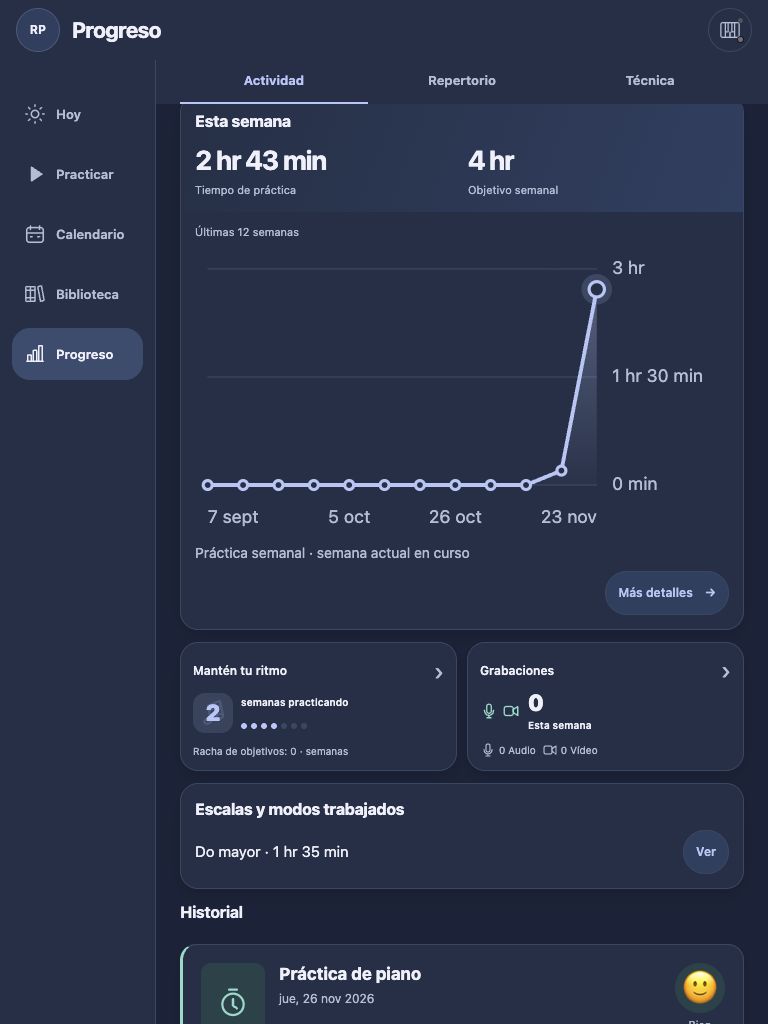 RP
Progreso
Hoy
Practicar
Calendario
Biblioteca
Progreso
Actividad
Repertorio
Técnica
Esta semana
2 hr 43 min
4 hr
Tiempo de práctica
Objetivo semanal
Últimas 12 semanas
3 hr
1 hr 30 min
0 min
7 sept
5 oct
26 oct
23 nov
Práctica semanal · semana actual en curso
Más detalles
Mantén tu ritmo
2
semanas practicando
Racha de objetivos: 0 · semanas
Grabaciones
0
Esta semana
0 Audio
0 Vídeo
Escalas y modos trabajados
Do mayor · 1 hr 35 min
Ver
Historial
Práctica de piano
jue, 26 nov 2026